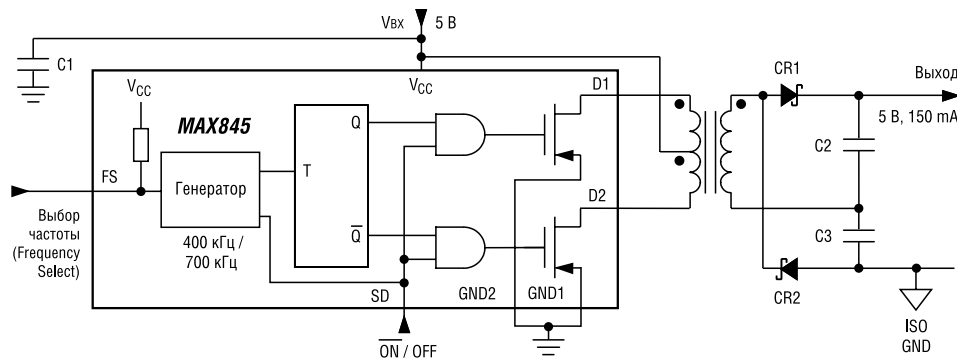 VВХ
5 В
C1
VCC
VCC
D1
CR1
Выход
5 В, 150 mA
MAX845
Q
C2
FS
Генератор
T
D2
Выбор
частоты
(Frequency
Select)
400 кГц /
700 кГц
Q
C3
SD
GND2
GND1
CR2
ON / OFF
ISO
GND